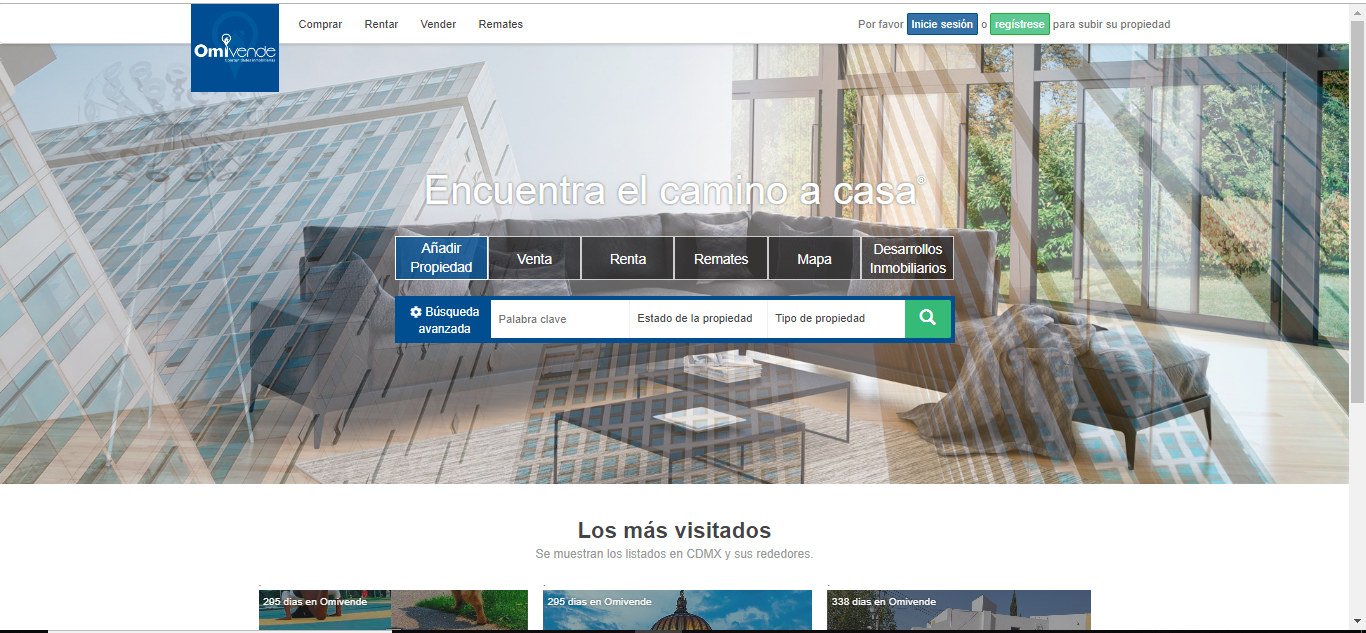 Omivende
Oportunidades Inmobiliarias
Comprar Rentar Vender Remates
Por favor Inicie sesión o regístrese para subir su propiedad
Encuentra el camino a casa®
Añadir
Propiedad
Venta
Renta
Remates
Mapa
Desarrollos
Inmobiliarios
Búsqueda
avanzada
Palabra clave
Estado de la propiedad
Tipo de propiedad
Los más visitados
Se muestran los listados en CDMX y sus rededores.
295 dias en Omivende
295 dias en Omivende
338 dias en Omivende